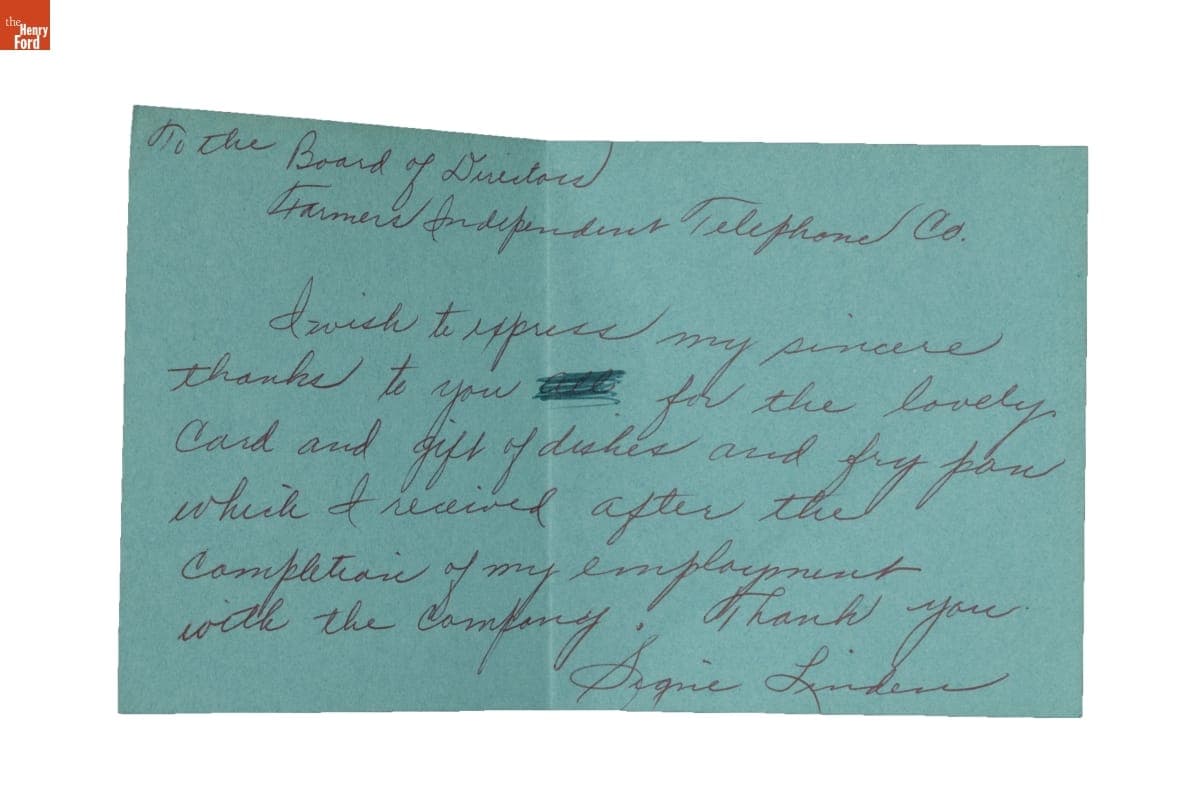 the
Henry
Ford
To the Board of Directors
Farmers Independent Telephone Co.
I wish to express my sincere
thanks to you all for the lovely
Card and gift of dishes and fry pan
which I received after the
Completion of my employment
with the Company. Thank you
Signe Linden